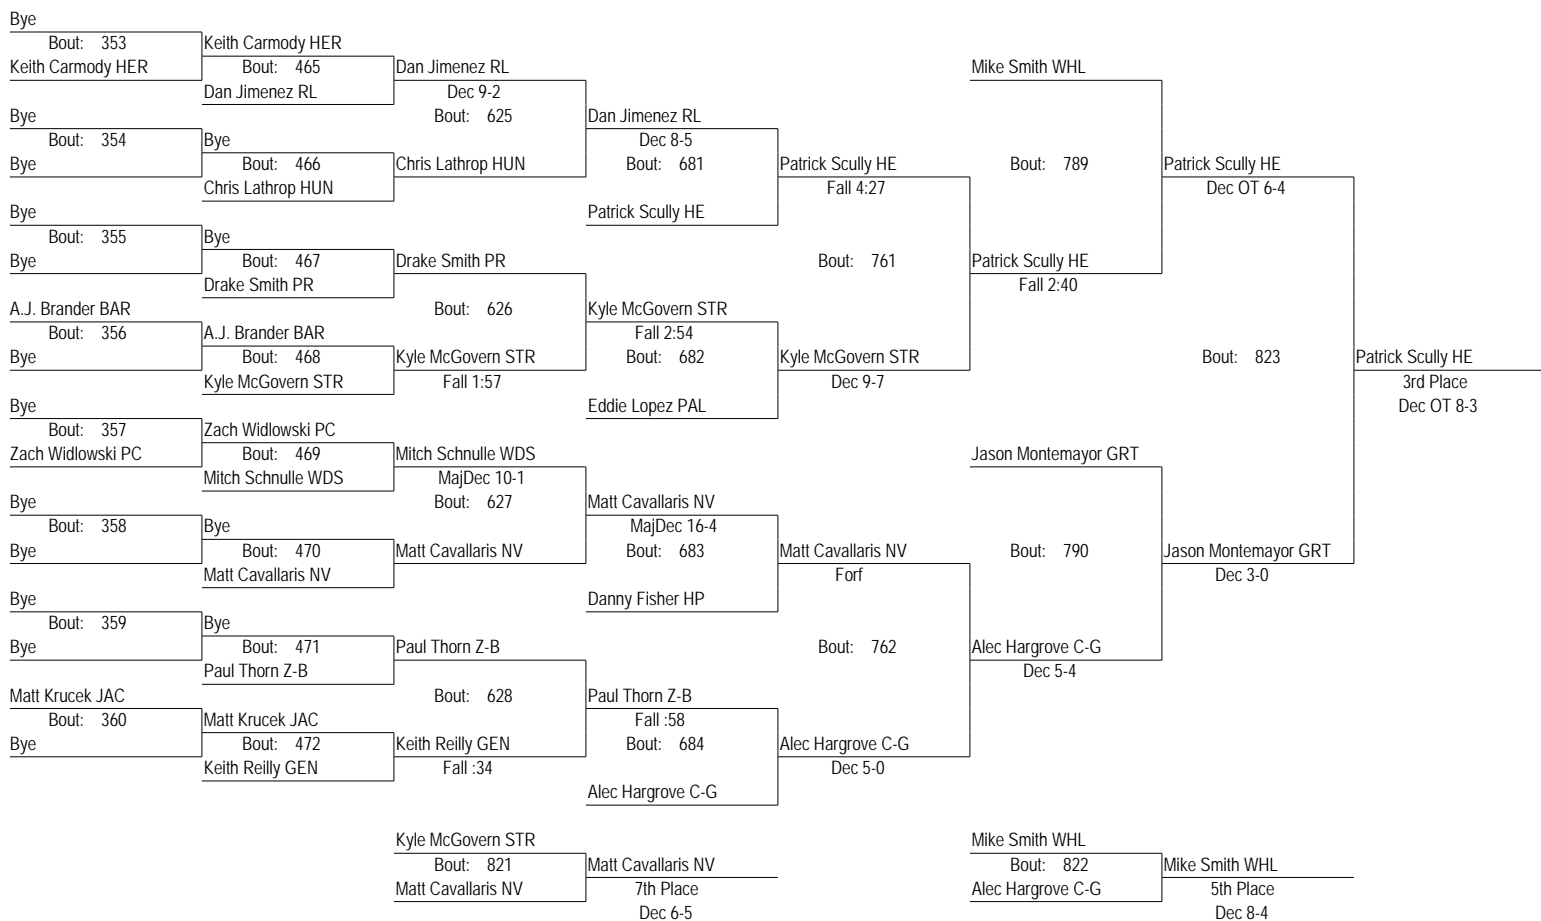 Bye
Bout: 353 Keith Carmody HER
Keith Carmody HER Bout: 465 Dan Jimenez RL Mike Smith WHL
Dan Jimenez RL Dec 9-2
Bye Bout: 625 Dan Jimenez RL
Bout: 354 Bye Dec 8-5
Bye Bout: 466 Chris Lathrop HUN Bout: 681 Patrick Scully HE Bout: 789 Patrick Scully HE
Chris Lathrop HUN Fall 4:27 Dec OT 6-4
Bye Patrick Scully HE
Bout: 355 Bye
Bye Bout: 467 Drake Smith PR Bout: 761 Patrick Scully HE
Drake Smith PR Fall 2:40
A.J. Brander BAR Bout: 626 Kyle McGovern STR
Bout: 356 A.J. Brander BAR Fall 2:54
Bye Bout: 468 Kyle McGovern STR Bout: 682 Kyle McGovern STR Bout: 823 Patrick Scully HE
Kyle McGovern STR Fall 1:57 Dec 9-7 3rd Place
Bye Eddie Lopez PAL Dec OT 8-3
Bout: 357 Zach Widlowski PC
Zach Widlowski PC Bout: 469 Mitch Schnulle WDS Jason Montemayor GRT
Mitch Schnulle WDS MajDec 10-1
Bye Bout: 627 Matt Cavallaris NV
Bout: 358 Bye MajDec 16-4
Bye Bout: 470 Matt Cavallaris NV Bout: 683 Matt Cavallaris NV Bout: 790 Jason Montemayor GRT
Matt Cavallaris NV Forf Dec 3-0
Bye Danny Fisher HP
Bout: 359 Bye
Bye Bout: 471 Paul Thorn Z-B Bout: 762 Alec Hargrove C-G
Paul Thorn Z-B Dec 5-4
Matt Krucek JAC Bout: 628 Paul Thorn Z-B
Bout: 360 Matt Krucek JAC Fall :58
Bye Bout: 472 Keith Reilly GEN Bout: 684 Alec Hargrove C-G
Keith Reilly GEN Fall :34 Dec 5-0
Alec Hargrove C-G
Kyle McGovern STR Mike Smith WHL
Bout: 821 Matt Cavallaris NV Bout: 822 Mike Smith WHL
Matt Cavallaris NV 7th Place Alec Hargrove C-G 5th Place
Dec 6-5 Dec 8-4